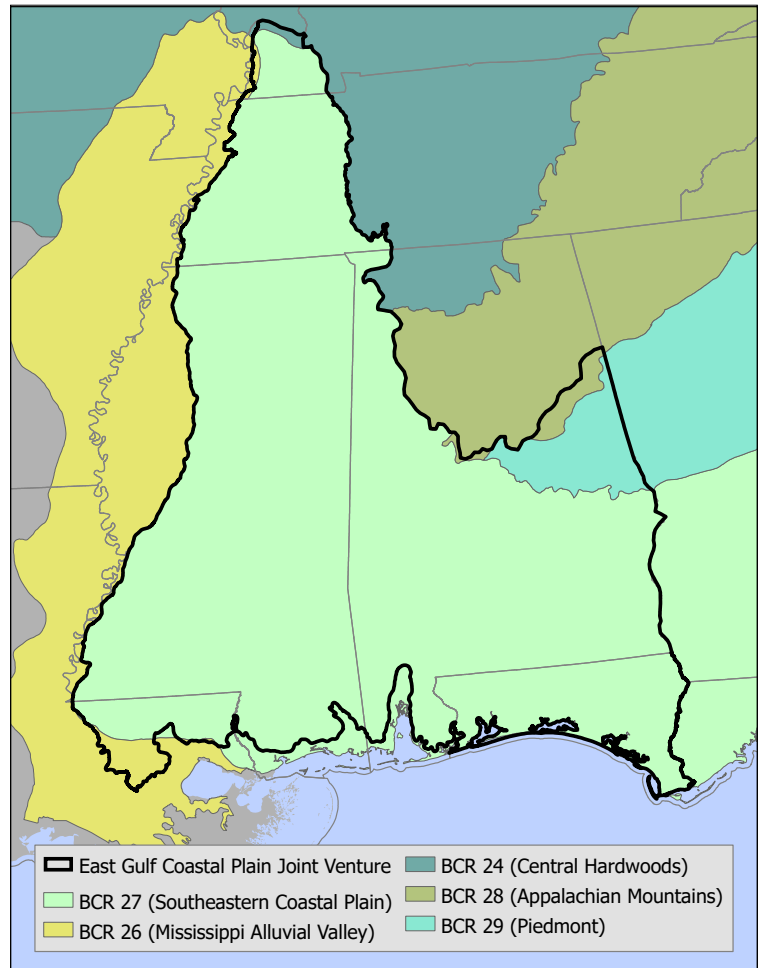 East Gulf Coastal Plain Joint Venture
BCR 27 (Southeastern Coastal Plain)
BCR 26 (Mississippi Alluvial Valley)
BCR 24 (Central Hardwoods)
BCR 28 (Appalachian Mountains)
BCR 29 (Piedmont)